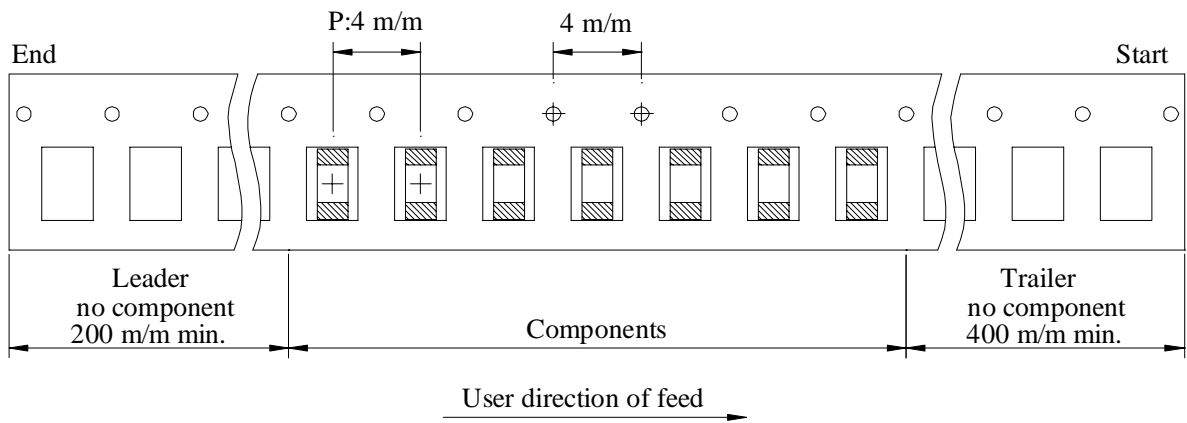 P:4 m/m
4 m/m
End
Start
Leader
no component
200 m/m min.
Components
Trailer
no component
400 m/m min.
User direction of feed